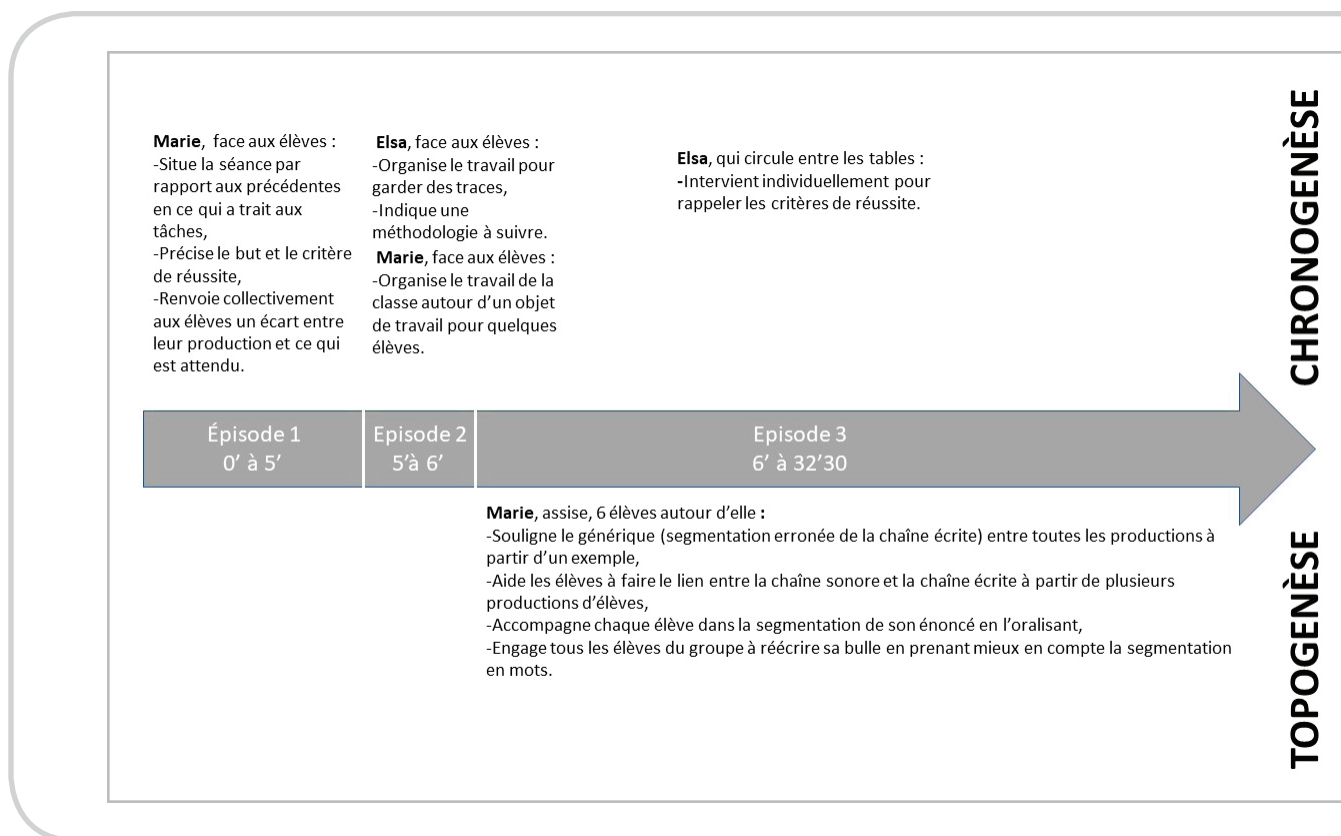 Marie, face aux élèves :
-Situe la séance par
rapport aux précédentes
en ce qui a trait aux
tâches,
-Précise le but et le critère
de réussite,
-Renvoie collectivement
aux élèves un écart entre
leur production et ce qui
est attendu.
Elsa, face aux élèves :
-Organise le travail pour
garder des traces,
-Indique une
méthodologie à suivre.
Marie, face aux élèves :
-Organise le travail de la
classe autour d’un objet
de travail pour quelques
élèves.
Elsa, qui circule entre les tables :
-Intervient individuellement pour
rappeler les critères de réussite.
CHRONOGENÈSE
Épisode 1
0’ à 5’
Episode 2
5’à 6’
Episode 3
6’ à 32’30
Marie, assise, 6 élèves autour d’elle :
-Souligne le générique (segmentation erronée de la chaîne écrite) entre toutes les productions à
partir d’un exemple,
-Aide les élèves à faire le lien entre la chaîne sonore et la chaîne écrite à partir de plusieurs
productions d’élèves,
-Accompagne chaque élève dans la segmentation de son énoncé en l’oralisant,
-Engage tous les élèves du groupe à réécrire sa bulle en prenant mieux en compte la segmentation
en mots.
TOPOGENÈSE